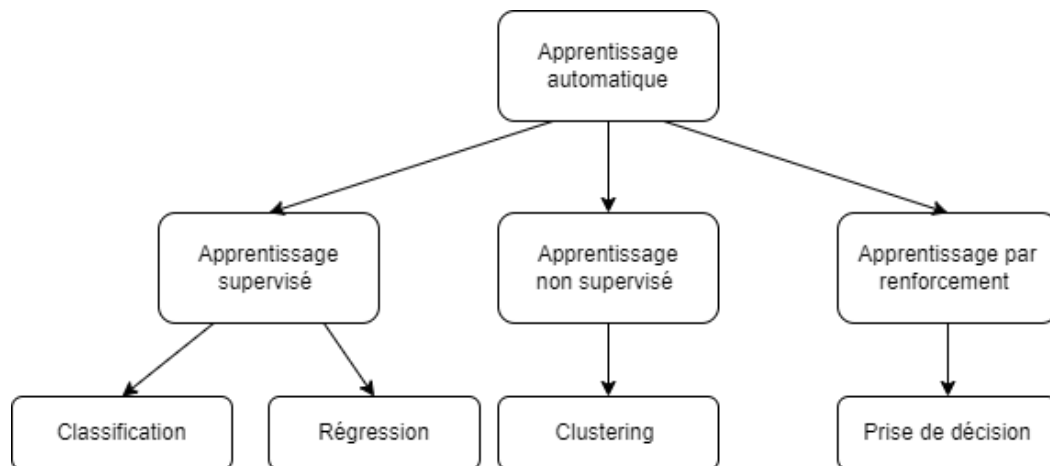 Apprentissage
automatique
Apprentissage
supervisé
Apprentissage
non supervisé
Apprentissage par
renforcement
Classification
Régression
Clustering
Prise de décision